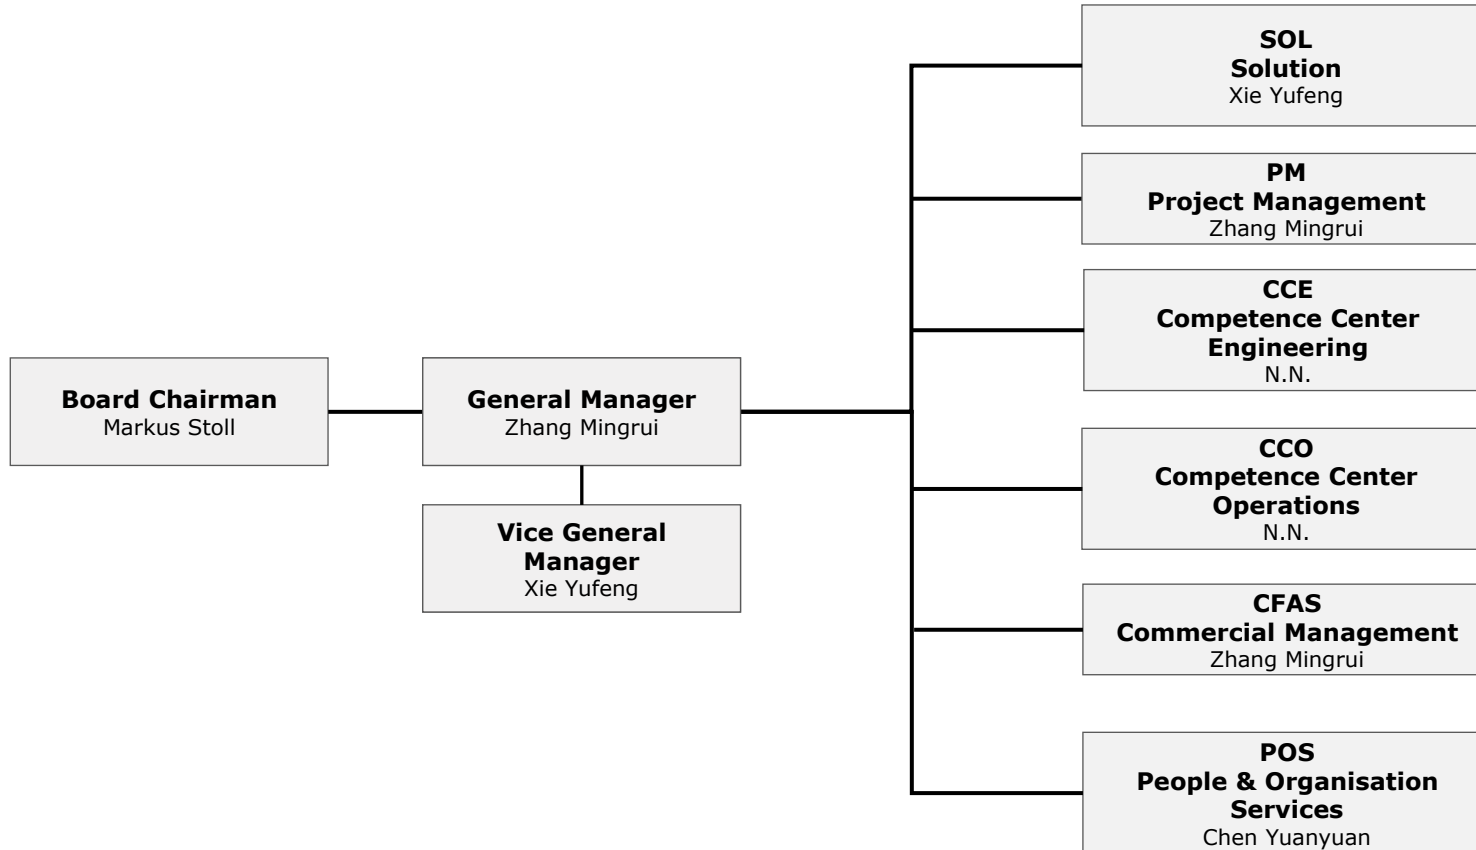 Board Chairman
Markus Stoll
General Manager
Zhang Mingrui
Vice General
Manager
Xie Yufeng
SOL
Solution
Xie Yufeng
PM
Project Management
Zhang Mingrui
CCE
Competence Center
Engineering
N.N.
CCO
Competence Center
Operations
N.N.
CFAS
Commercial Management
Zhang Mingrui
POS
People & Organisation
Services
Chen Yuanyuan